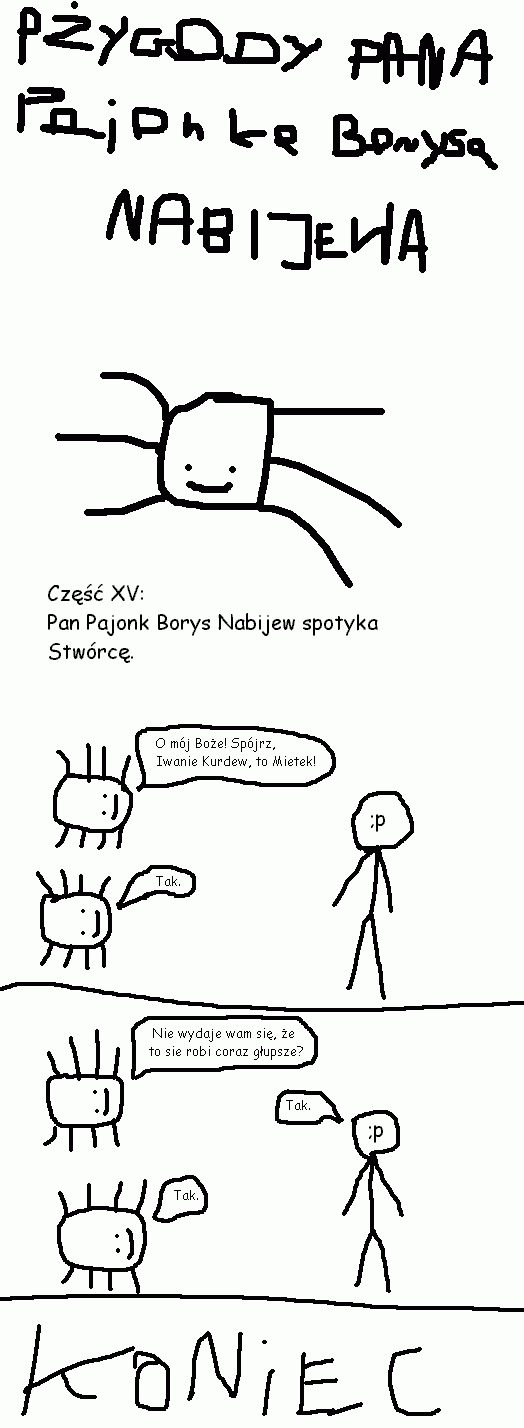 PŻYGODY PANA
PajOnka Borysa
NABIJEWA
Część XV:
Pan Pajonk Borys Nabijew spotyka
Stwórcę.
O mój Boże! Spójrz,
Iwanie Kurdew, to Mietek!
;p
Tak.
Nie wydaje wam się, że
to sie robi coraz głupsze?
Tak.
;p
Tak.
KONiEC